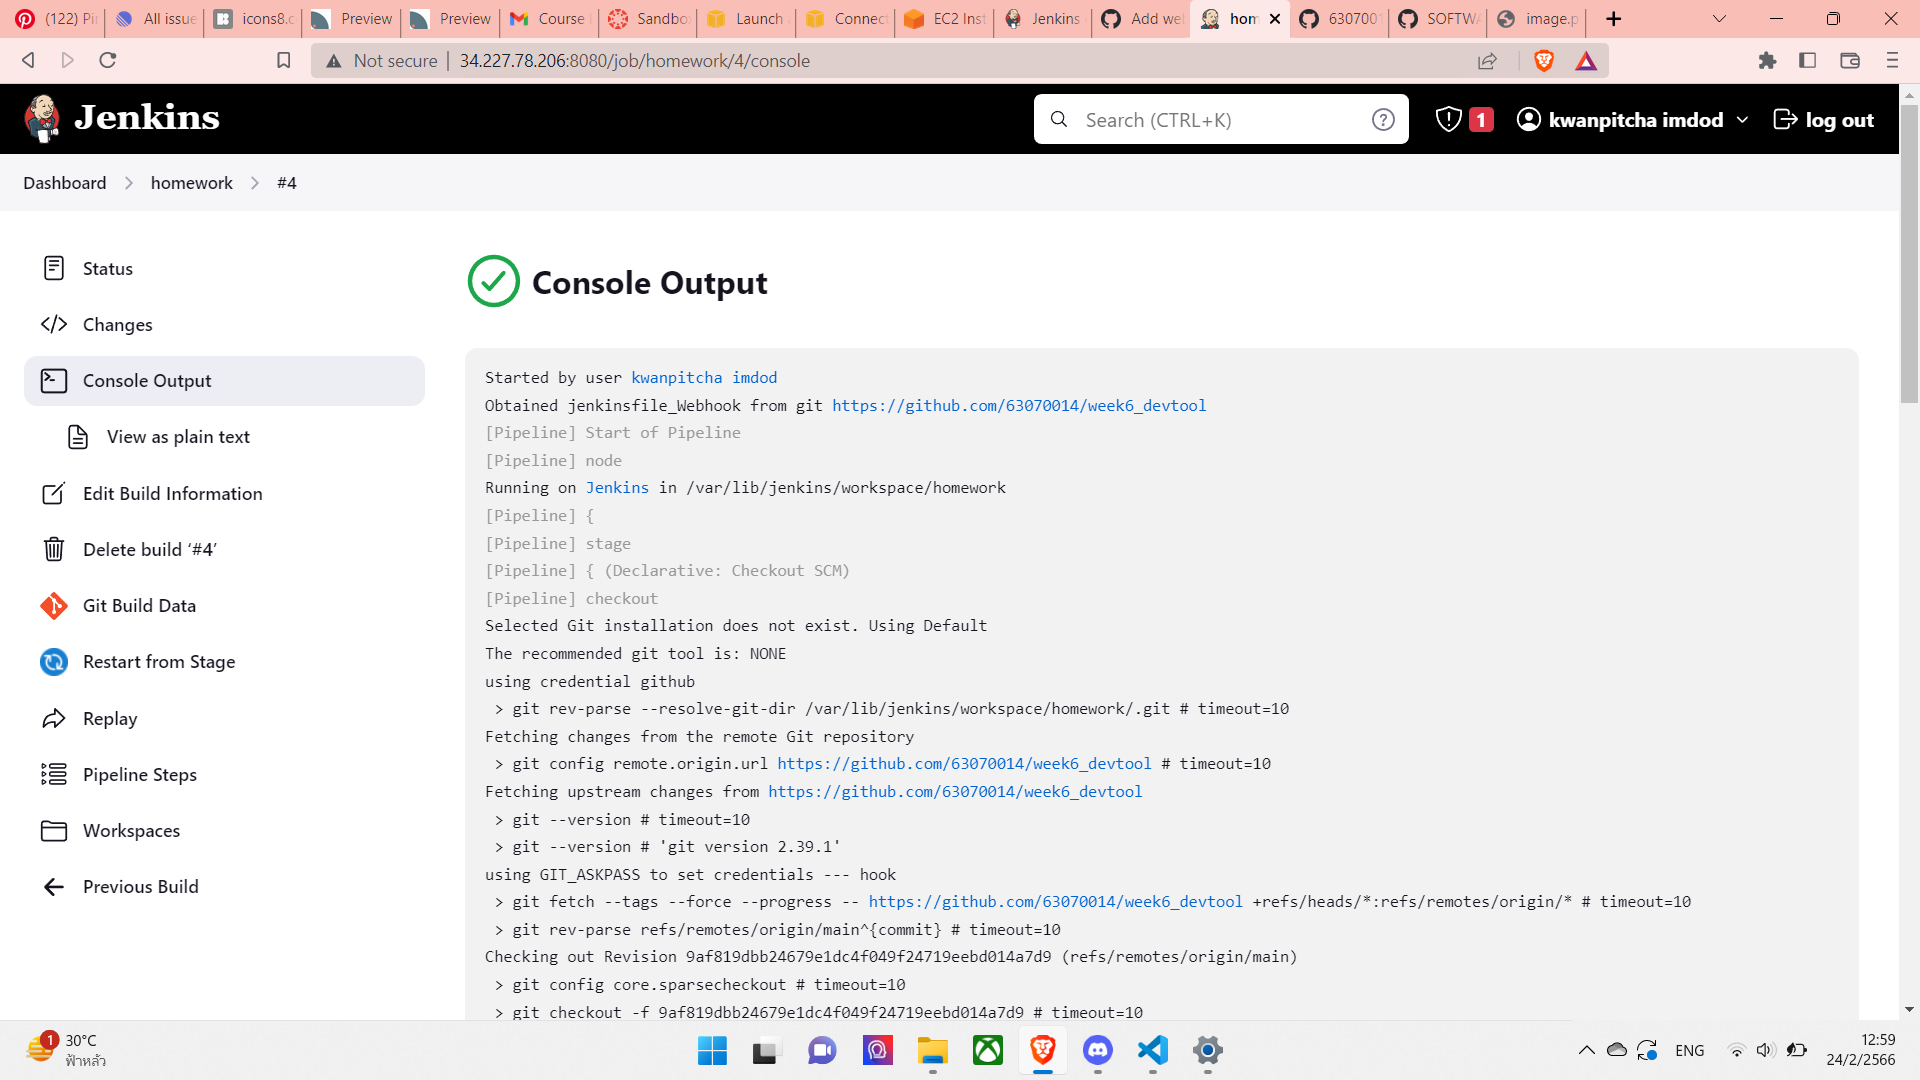 (122) Pi
All issue
icons8.c
Preview
Preview
Course
Sandbo
Launch
Connect
EC2 Inst
Jenkins
Add we
hom
630700
SOFTW
image.p
Not secure
34.227.78.206:8080/job/homework/4/console
Jenkins
Search (CTRL+K)
1
kwanpitcha imdod
log out
Dashboard
homework
#4
Status
Changes
Console Output
View as plain text
Edit Build Information
Delete build ‘#4’
Git Build Data
Restart from Stage
Replay
Pipeline Steps
Workspaces
Previous Build
Console Output
Started by user kwanpitcha imdod
Obtained jenkinsfile_Webhook from git https://github.com/63070014/week6_devtool
[Pipeline] Start of Pipeline
[Pipeline] node
Running on Jenkins in /var/lib/jenkins/workspace/homework
[Pipeline] {
[Pipeline] stage
[Pipeline] { (Declarative: Checkout SCM)
[Pipeline] checkout
Selected Git installation does not exist. Using Default
The recommended git tool is: NONE
using credential github
> git rev-parse --resolve-git-dir /var/lib/jenkins/workspace/homework/.git # timeout=10
Fetching changes from the remote Git repository
> git config remote.origin.url https://github.com/63070014/week6_devtool # timeout=10
Fetching upstream changes from https://github.com/63070014/week6_devtool
> git --version # timeout=10
> git --version # 'git version 2.39.1'
using GIT_ASKPASS to set credentials --- hook
> git fetch --tags --force --progress -- https://github.com/63070014/week6_devtool +refs/heads/*:refs/remotes/origin/* # timeout=10
> git rev-parse refs/remotes/origin/main^{commit} # timeout=10
Checking out Revision 9af819dbb24679e1dc4f049f24719eebd014a7d9 (refs/remotes/origin/main)
> git config core.sparsecheckout # timeout=10
> git checkout -f 9af819dbb24679e1dc4f049f24719eebd014a7d9 # timeout=10
1
30°C
ฟ้าหลัว
ENG
12:59
24/2/2566